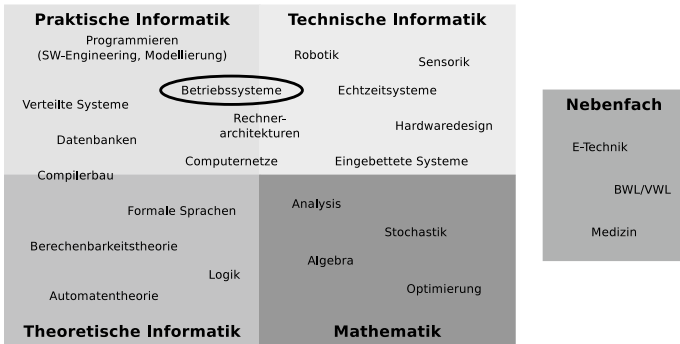 Praktische Informatik
Programmieren
(SW-Engineering, Modellierung)
Betriebssysteme
Verteilte Systeme
Rechner-
architekturen
Datenbanken
Computernetze
Compilerbau
Technische Informatik
Robotik
Sensorik
Echtzeitsysteme
Hardwaredesign
Eingebettete Systeme
Formale Sprachen
Berechenbarkeitstheorie
Logik
Automatentheorie
Theoretische Informatik
Analysis
Stochastik
Algebra
Optimierung
Mathematik
Nebenfach
E-Technik
BWL/VWL
Medizin